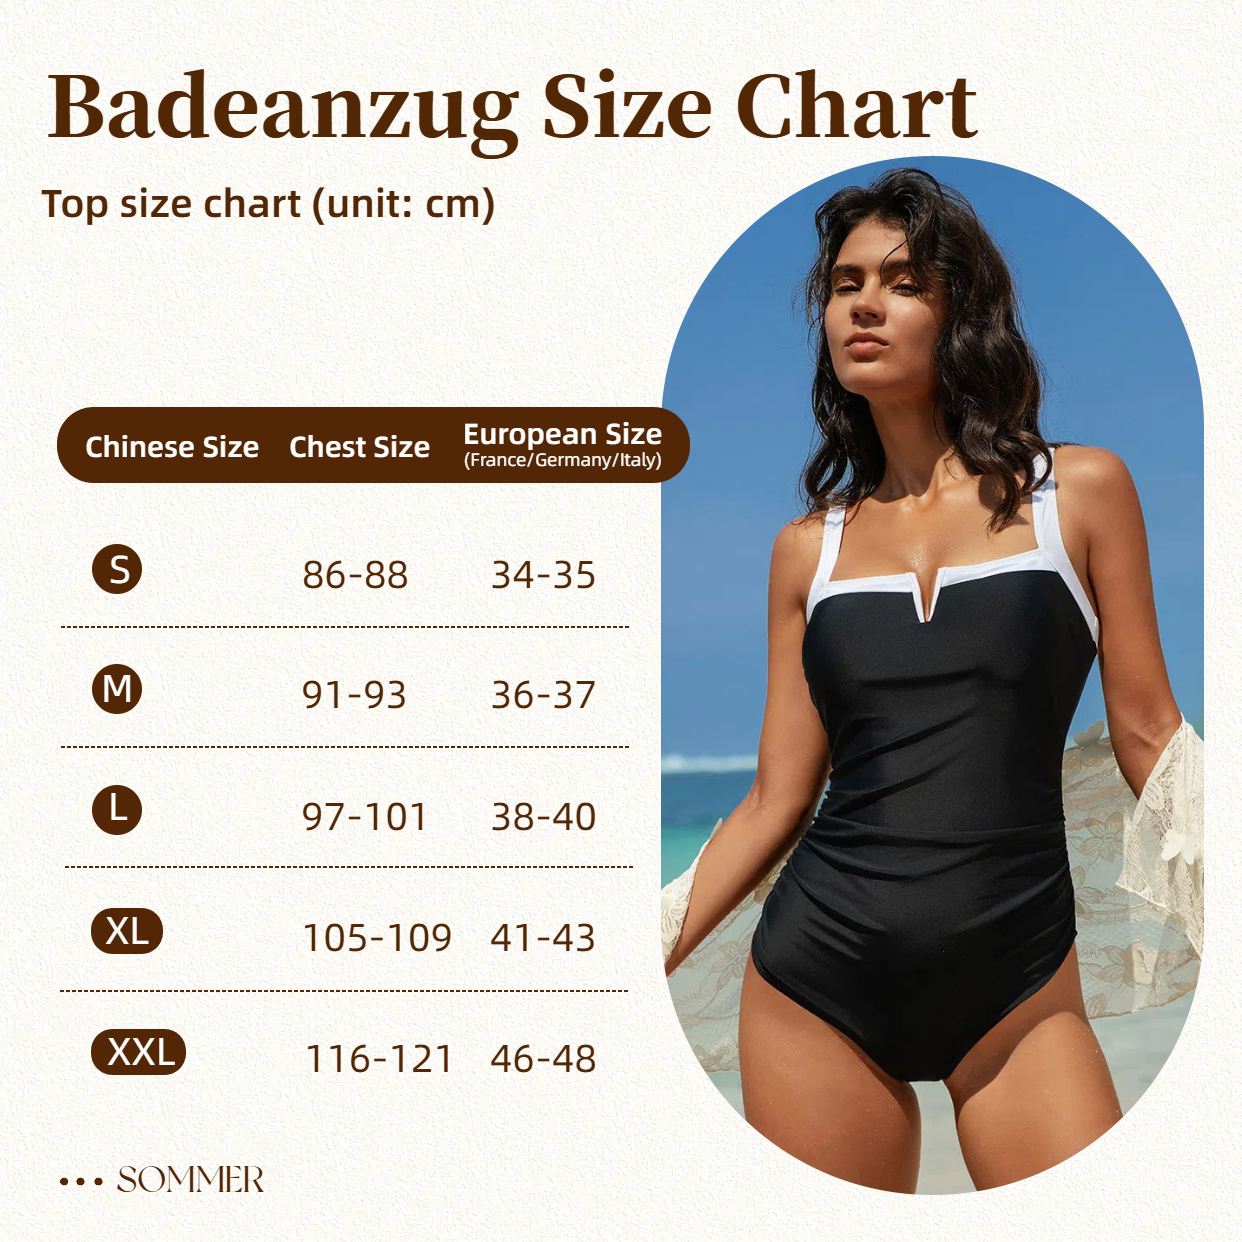 Badeanzug Size Chart
Top size chart (unit: cm)
Chinese Size Chest Size European Size
(France/Germany/Italy)
S 86-88 34-35
M 91-93 36-37
L 97-101 38-40
XL 105-109 41-43
XXL 116-121 46-48
••• SOMMER